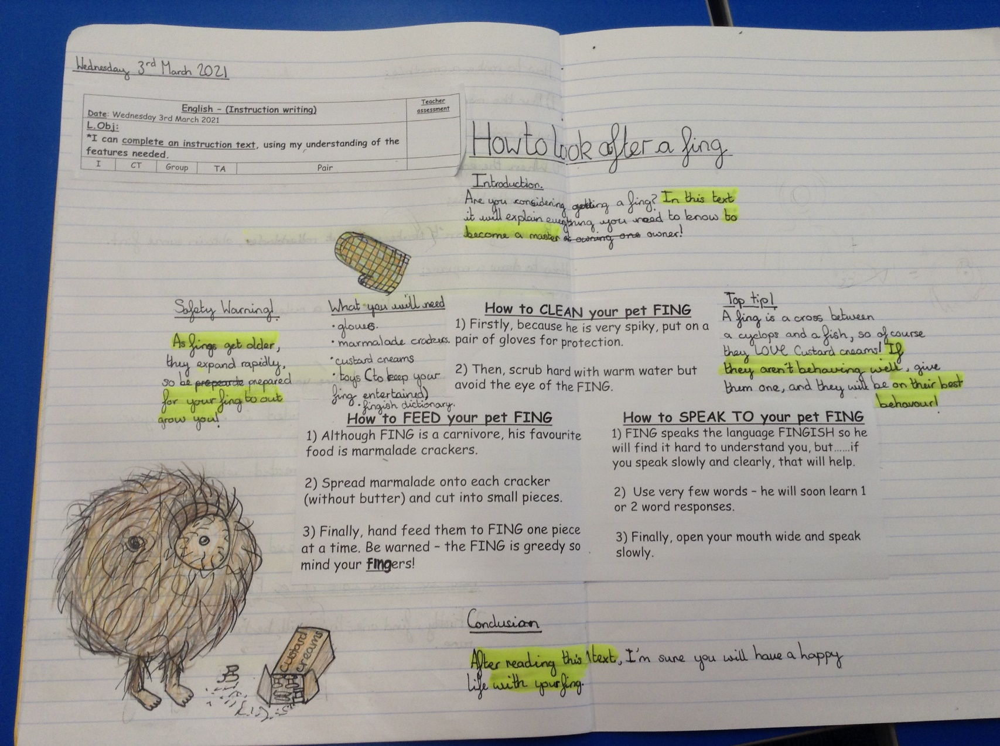 Wednesday 3rd March 2021
English – (Instruction writing)
Teacher
assessment
Date: Wednesday 3rd March 2021
L.Obj:
*I can complete an instruction text, using my understanding of the
features needed.
I CT Group TA Pair
How to look after a fing
Introduction.
Are you considering getting a fing? In this text
it will explain everything you need to know to
become a master at owning one owner!
Safety Warning!
As fings get older,
they expand rapidly,
so be prepearde prepared
for your fing to out
grow you!
What you will need
• gloves.
• marmalade crackers.
• custard creams
• toys (to keep your
fing entertained)
• fingish dictionary.
How to CLEAN your pet FING
1) Firstly, because he is very spiky, put on a
pair of gloves for protection.
2) Then, scrub hard with warm water but
avoid the eye of the FING.
Top tip!
A fing is a cross between
a cyclops and a fish, so of course
they LOVE Custard creams! If
they aren't behaving well, give
them one, and they will be on their best
behavour!
How to FEED your pet FING
1) Although FING is a carnivore, his favourite
food is marmalade crackers.
2) Spread marmalade onto each cracker
(without butter) and cut into small pieces.
3) Finally, hand feed them to FING one piece
at a time. Be warned – the FING is greedy so
mind your fingers!
How to SPEAK TO your pet FING
1) FING speaks the language FINGISH so he
will find it hard to understand you, but......if
you speak slowly and clearly, that will help.
2) Use very few words – he will soon learn 1
or 2 word responses.
3) Finally, open your mouth wide and speak
slowly.
Custard
creams
Conclusion
After reading this text, I'm sure you will have a happy
life with your fing.